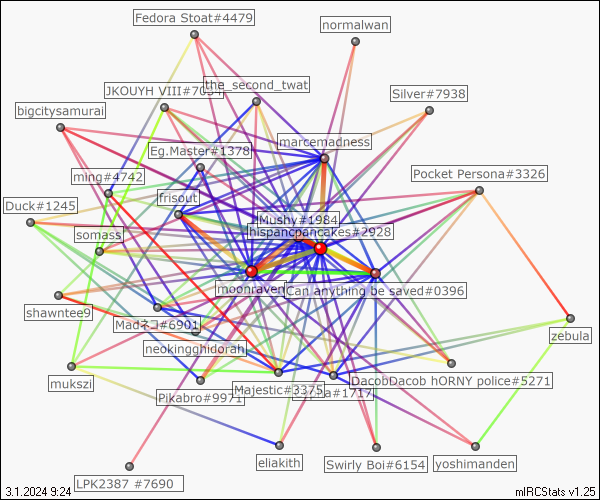 Fedora Stoat#4479
normalwan
the_second_twat
JKOUYH VIII#7034
Silver#7938
bigcitysamurai
marcemadness
Eg.Master#1378
Pocket Persona#3326
ming#4742
frisout
Duck#1245
Mushy#1984
hispancpancakes#2928
somass
moonraven
Can anything be saved#0396
shawntee9
Madネコ#6901
zebula
neokingghidorah
mukszi
DacobDacob hORNY police#5271
Majestic#3375
#1717
Pikabro#9971
eliakith
Swirly Boi#6154
yoshimanden
LPK2387 #7690
3.1.2024 9:24
mIRCStats v1.25